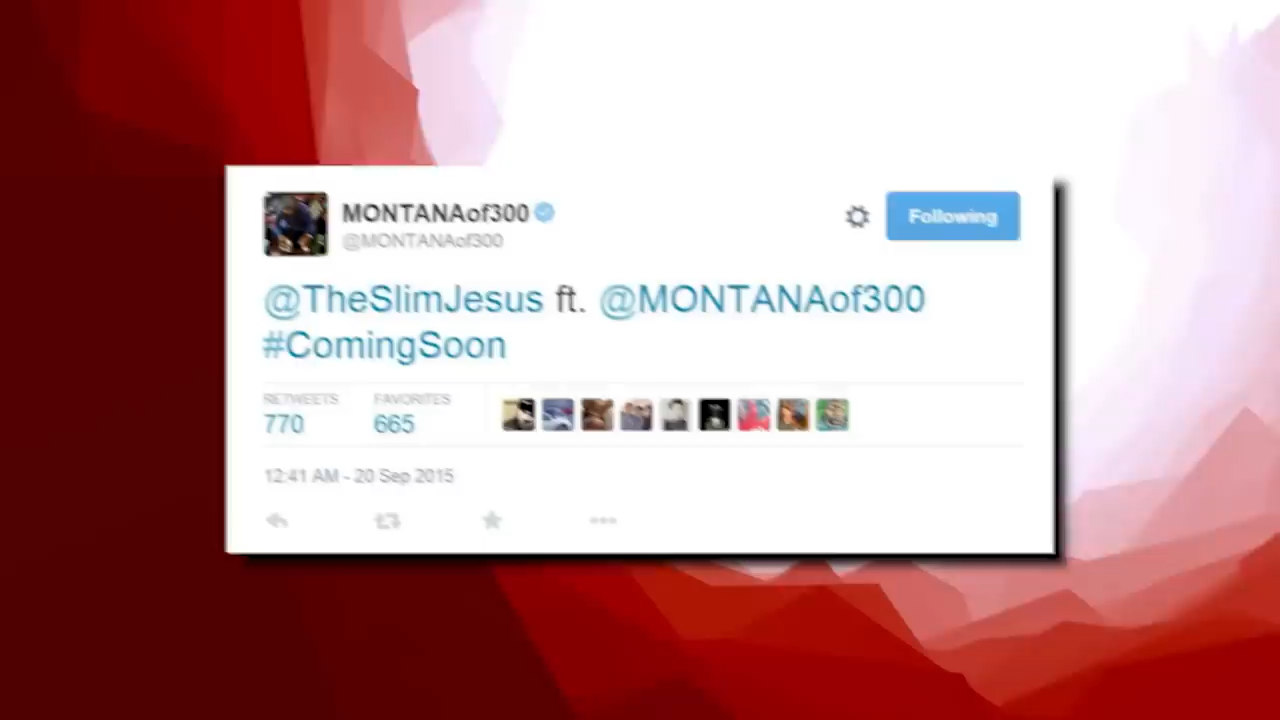 MONTANAof300
@MONTANAof300
Following
@TheSlimJesus ft. @MONTANAof300
#ComingSoon
RETWEETS FAVORITES
770 665
12:41 AM - 20 Sep 2015